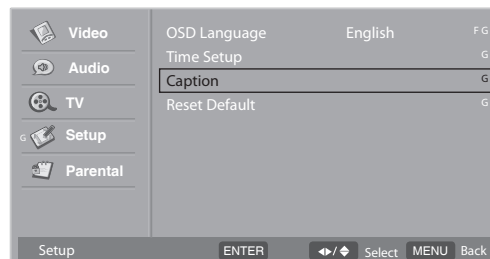 Video
Audio
TV
G Setup
Parental
OSD Language English F G
Time Setup G
Caption G
Reset Default G
Setup ENTER / Select MENU Back